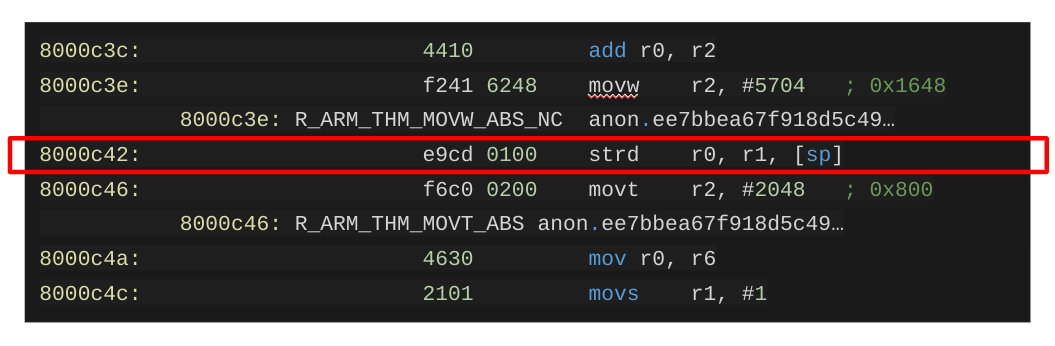 8000c3c: 4410 add r0, r2
8000c3e: f241 6248 movw r2, #5704 ; 0x1648
8000c3e: R_ARM_THM_MOVW_ABS_NC anon.ee7bbea67f918d5c49…
8000c42: e9cd 0100 strd r0, r1, [sp]
8000c46: f6c0 0200 movt r2, #2048 ; 0x800
8000c46: R_ARM_THM_MOVT_ABS anon.ee7bbea67f918d5c49…
8000c4a: 4630 mov r0, r6
8000c4c: 2101 movs r1, #1